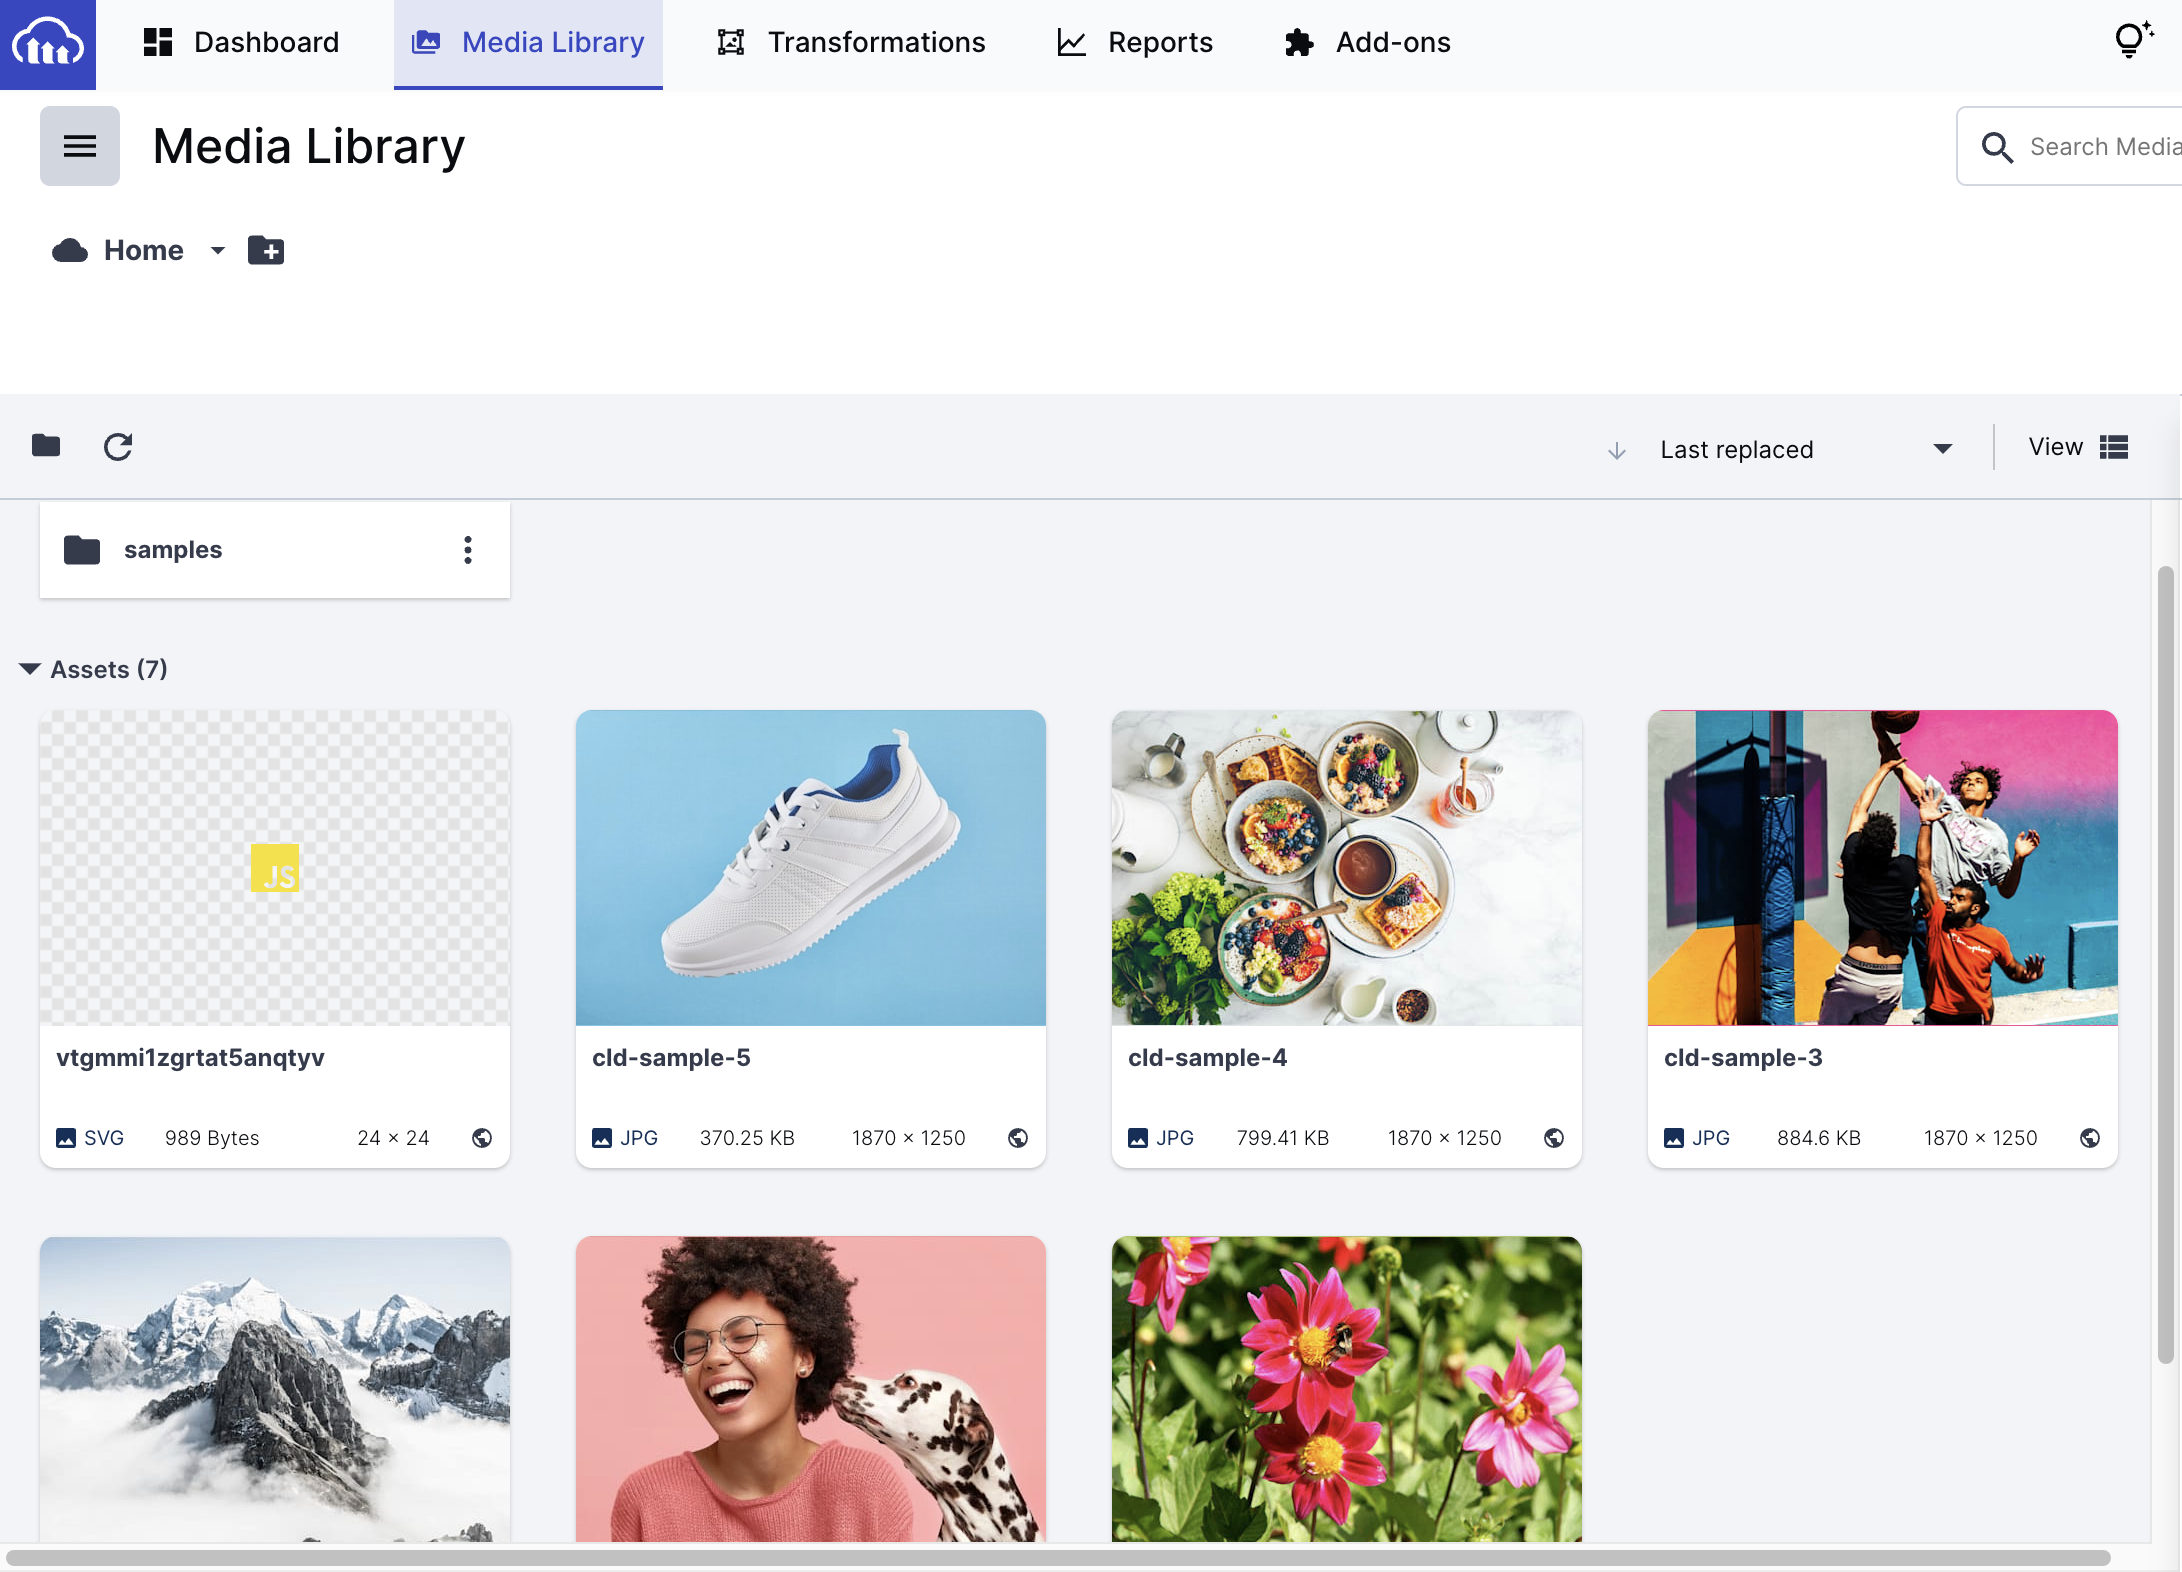 Dashboard
Media Library
Transformations
Reports
Add-ons
Media Library
Search Media
Home
Last replaced
View
samples
Assets (7)
JS
vtgmmi1zgrtat5anqtyv
SVG 989 Bytes 24 × 24
cld-sample-5
JPG 370.25 KB 1870 × 1250
cld-sample-4
JPG 799.41 KB 1870 × 1250
cld-sample-3
JPG 884.6 KB 1870 × 1250